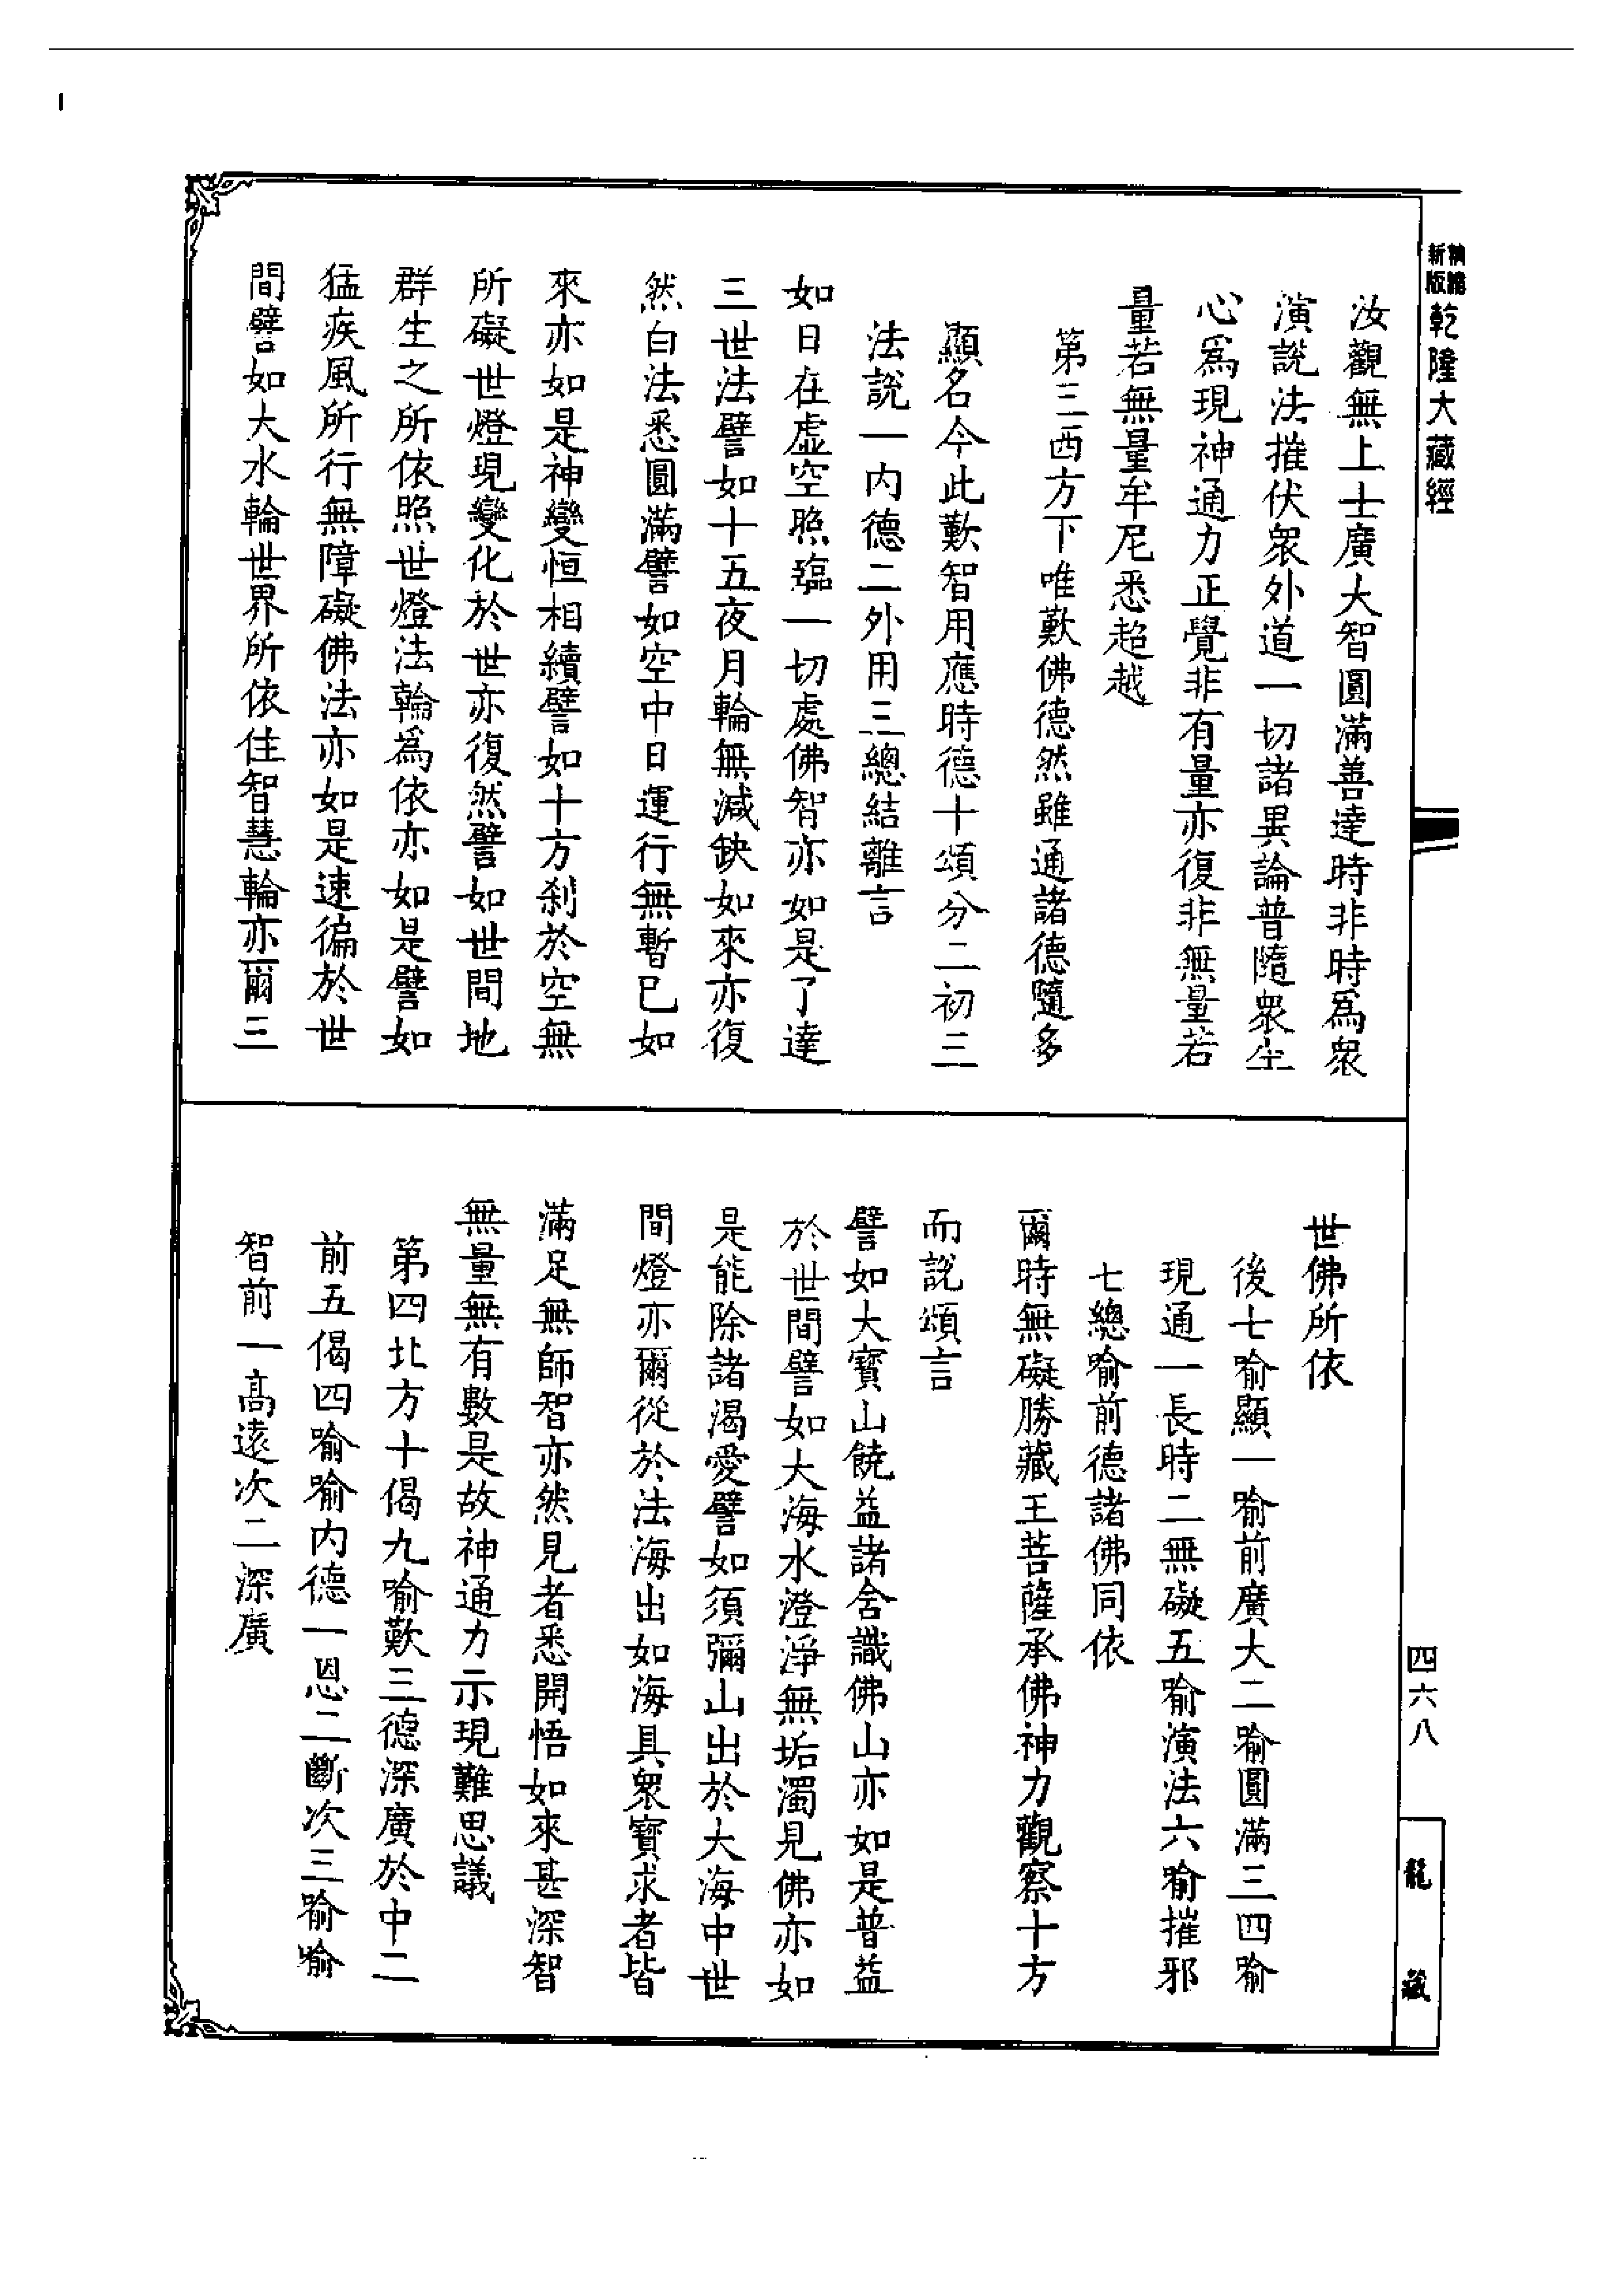 新版
精縮
乾隆大藏經
汝觀無上士廣大智圓滿善達時非時為衆
演說法摧伏衆外道一切諸異論普隨衆生
心為現神通力正覺非有量亦復非無量若
量若無量牟尼悉超越
第三西方下唯歎佛德然雖通諸德隨多
顯名今此歎智用應時德十頌分二初三
法說一內德二外用三總結離言
如日在虛空照臨一切處佛智亦如是了達
三世法譬如十五夜月輪無減缺如來亦復
然白法悉圓滿譬如空中日運行無暫已如
來亦如是神變恒相續譬如十方刹於空無
所礙世燈現變化於世亦復然譬如世間地
群生之所依照世燈法輪為依亦如是譬如
猛疾風所行無障礙佛法亦如是速徧於世
間譬如大水輪世界所依住智慧輪亦爾三
世佛所依
後七喻顯一喻前廣大二喻圓滿三四喻
現通一長時二無礙五喻演法六喻摧邪
七總喻前德諸佛同依
爾時無礙勝藏王菩薩承佛神力觀察十方
而說頌言
譬如大寶山饒益諸含識佛山亦如是普益
於世間譬如大海水澄淨無垢濁見佛亦如
是能除諸渴愛譬如須彌山出於大海中世
間燈亦爾從於法海出如海具衆寶求者皆
滿足無師智亦然見者悉開悟如來甚深智
無量無有數是故神通力示現難思議
第四北方十偈九喻歎三德深廣於中二
前五偈四喻喻內德一恩二斷次三喻喻
智前一高遠次二深廣
四六八
龍藏